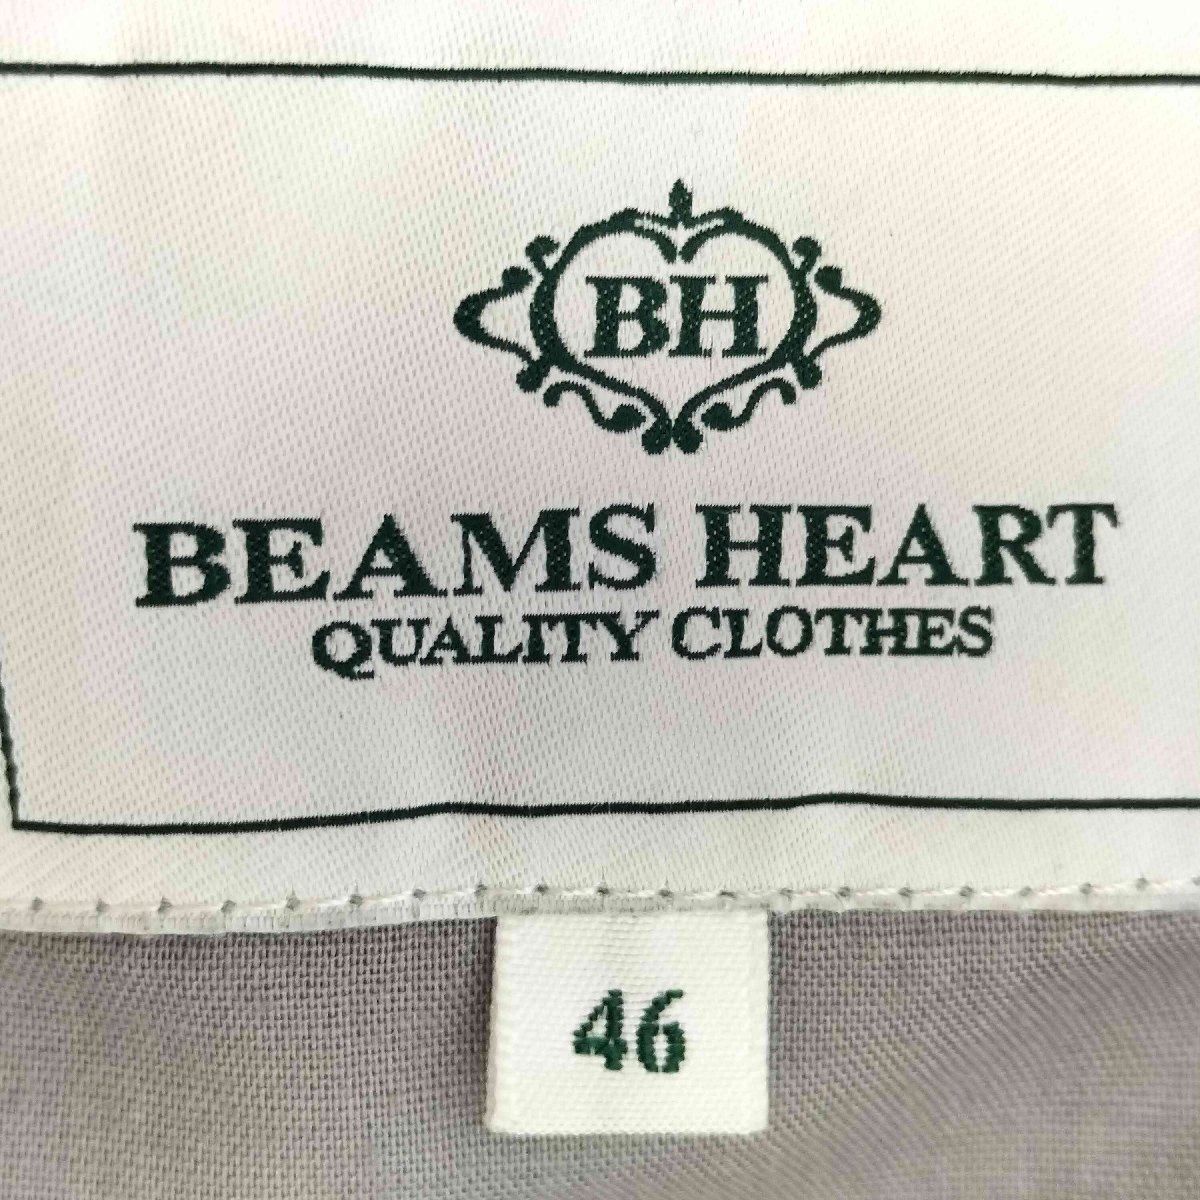 BH
BEAMS HEART
QUALITY CLOTHES
46